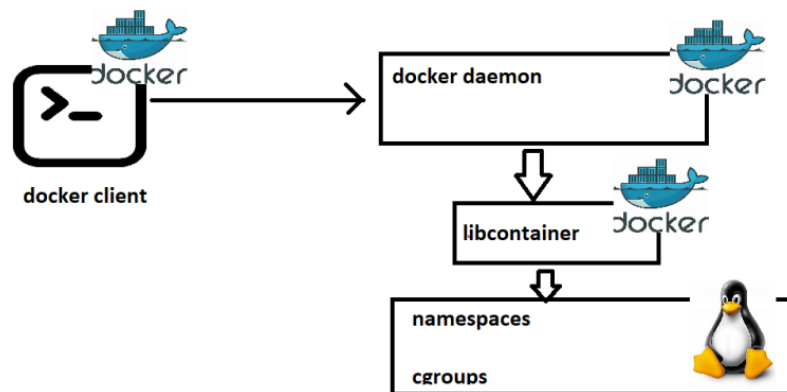 docker
docker daemon
docker
>_
docker client
docker
libcontainer
namespaces
cgroups